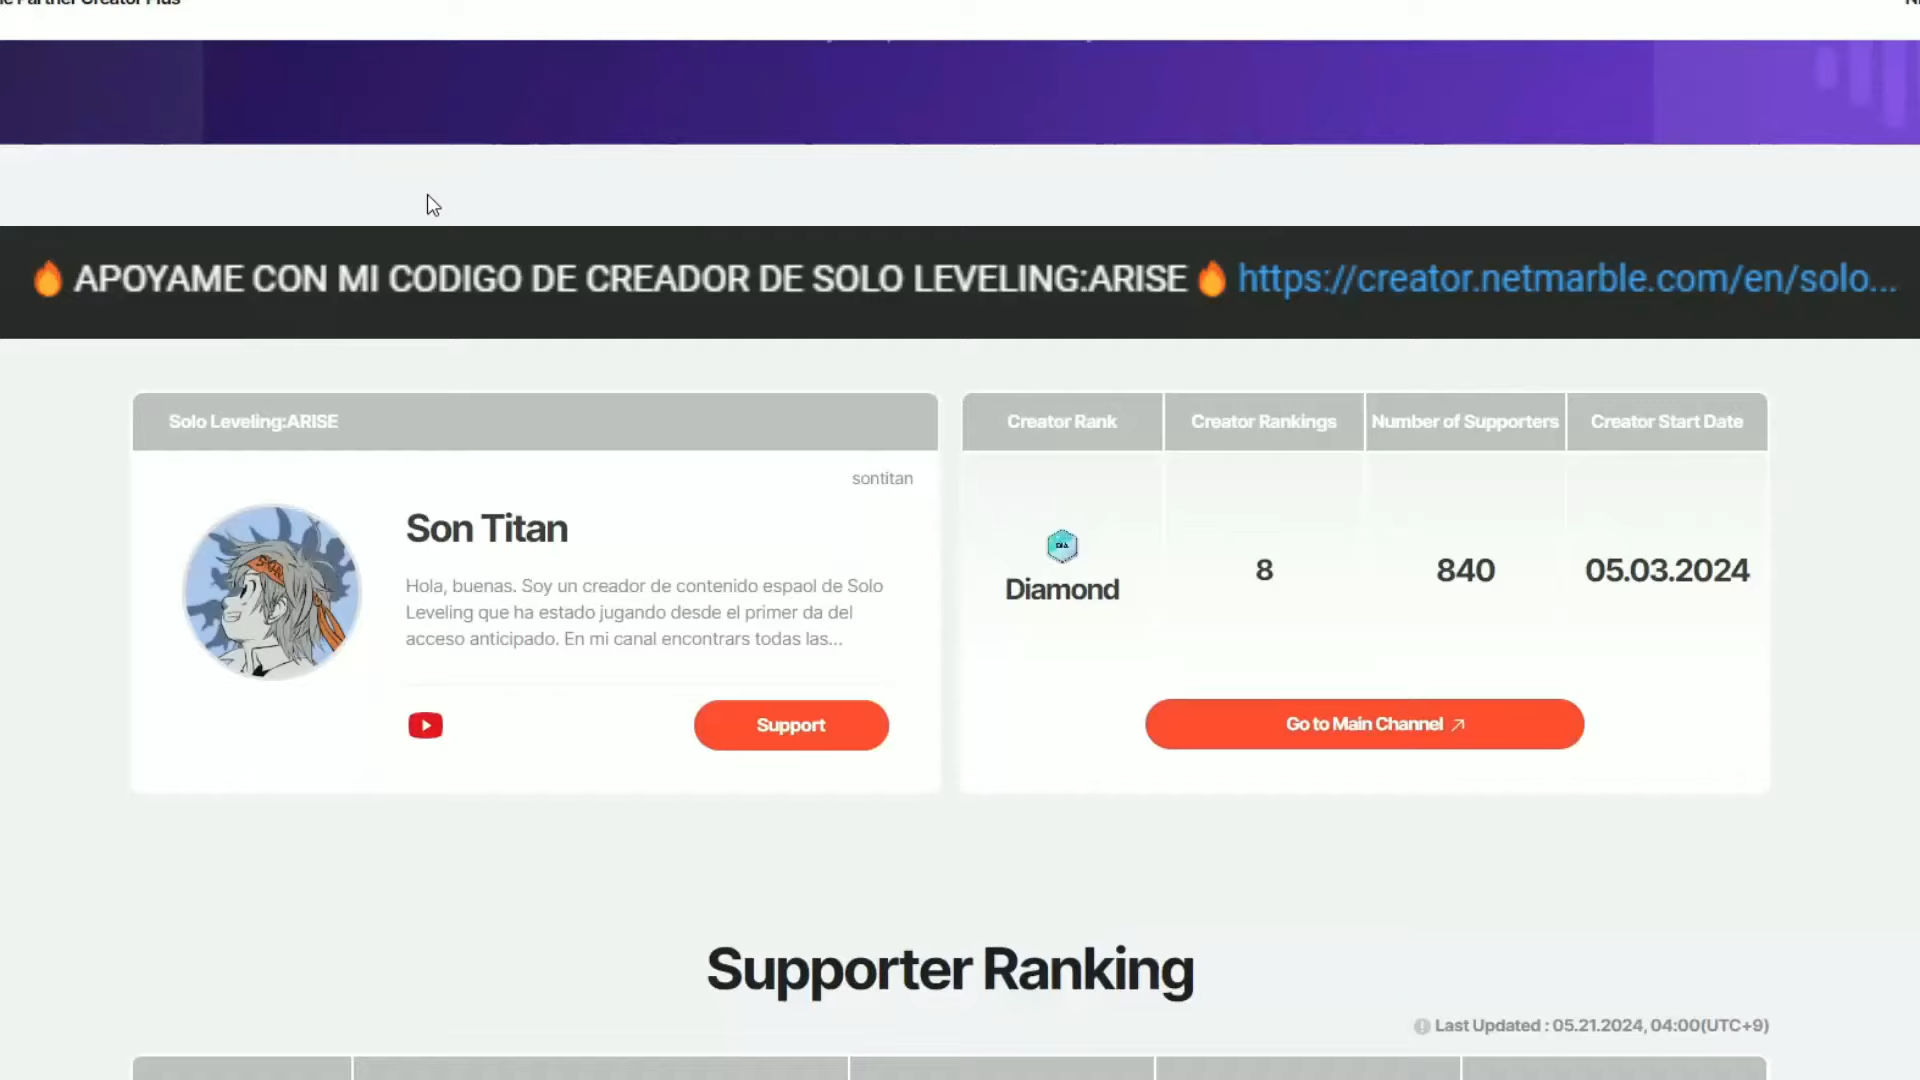 Partner Creator Plus
🔥 APOYAME CON MI CODIGO DE CREADOR DE SOLO LEVELING:ARISE 🔥 https://creator.netmarble.com/en/solo...
Solo Leveling:ARISE
sontitan
Son Titan
Hola, buenas. Soy un creador de contenido espaol de Solo
Leveling que ha estado jugando desde el primer da del
acceso anticipado. En mi canal encontrars todas las...
Support
Creator Rank
Creator Rankings
Number of Supporters
Creator Start Date
DIA
Diamond
8
840
05.03.2024
Go to Main Channel
Supporter Ranking
Last Updated : 05.21.2024, 04:00(UTC+9)